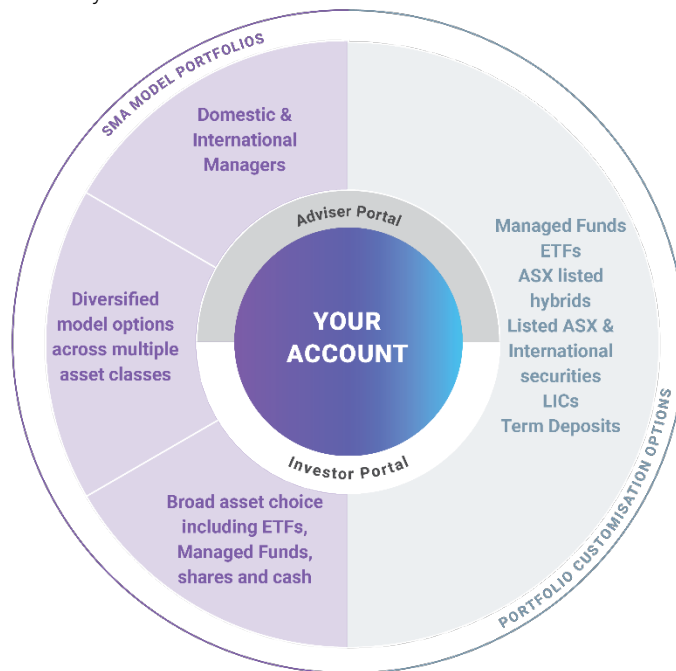 SMA MODEL PORTFOLIOS
Domestic &
International
Managers
Diversified
model options
across multiple
asset classes
Broad asset choice
including ETFs,
Managed Funds,
shares and cash
Adviser Portal
YOUR
ACCOUNT
Investor Portal
Managed Funds
ETFs
ASX listed
hybrids
Listed ASX &
International
securities
LICs
Term Deposits
PORTFOLIO CUSTOMISATION OPTIONS